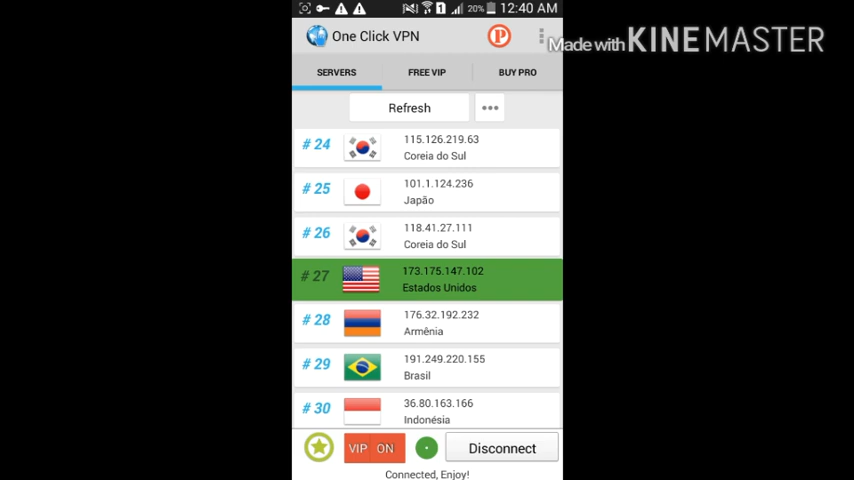 20% 12:40 AM
One Click VPN
Made with KINEMASTER
SERVERS
FREE VIP
BUY PRO
Refresh
# 24
115.126.219.63
Coreia do Sul
# 25
101.1.124.236
Japão
# 26
118.41.27.111
Coreia do Sul
# 27
173.175.147.102
Estados Unidos
# 28
176.32.192.232
Armênia
# 29
191.249.220.155
Brasil
# 30
36.80.163.166
Indonésia
VIP ON
Disconnect
Connected, Enjoy!